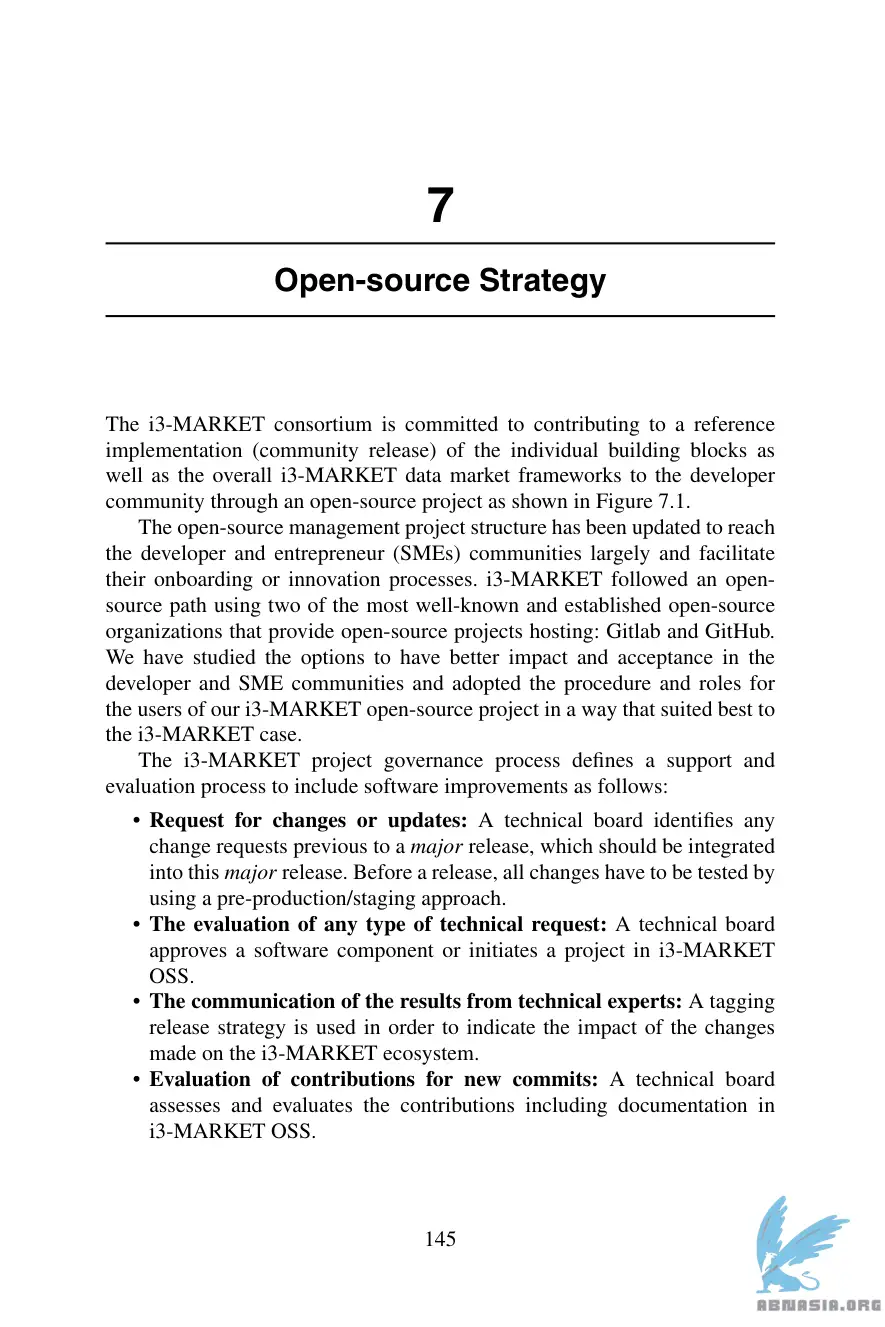 7
Open-source Strategy
The i3-MARKET consortium is committed to contributing to a reference
implementation (community release) of the individual building blocks as
well as the overall i3-MARKET data market frameworks to the developer
community through an open-source project as shown in Figure 7.1.
The open-source management project structure has been updated to reach
the developer and entrepreneur (SMEs) communities largely and facilitate
their onboarding or innovation processes. i3-MARKET followed an open-
source path using two of the most well-known and established open-source
organizations that provide open-source projects hosting: Gitlab and GitHub.
We have studied the options to have better impact and acceptance in the
developer and SME communities and adopted the procedure and roles for
the users of our i3-MARKET open-source project in a way that suited best to
the i3-MARKET case.
The i3-MARKET project governance process defines a support and
evaluation process to include software improvements as follows:
• Request for changes or updates: A technical board identifies any
change requests previous to a major release, which should be integrated
into this major release. Before a release, all changes have to be tested by
using a pre-production/staging approach.
• The evaluation of any type of technical request: A technical board
approves a software component or initiates a project in i3-MARKET
OSS.
• The communication of the results from technical experts: A tagging
release strategy is used in order to indicate the impact of the changes
made on the i3-MARKET ecosystem.
• Evaluation of contributions for new commits: A technical board
assesses and evaluates the contributions including documentation in
i3-MARKET OSS.
145
ABNASIA.ORG